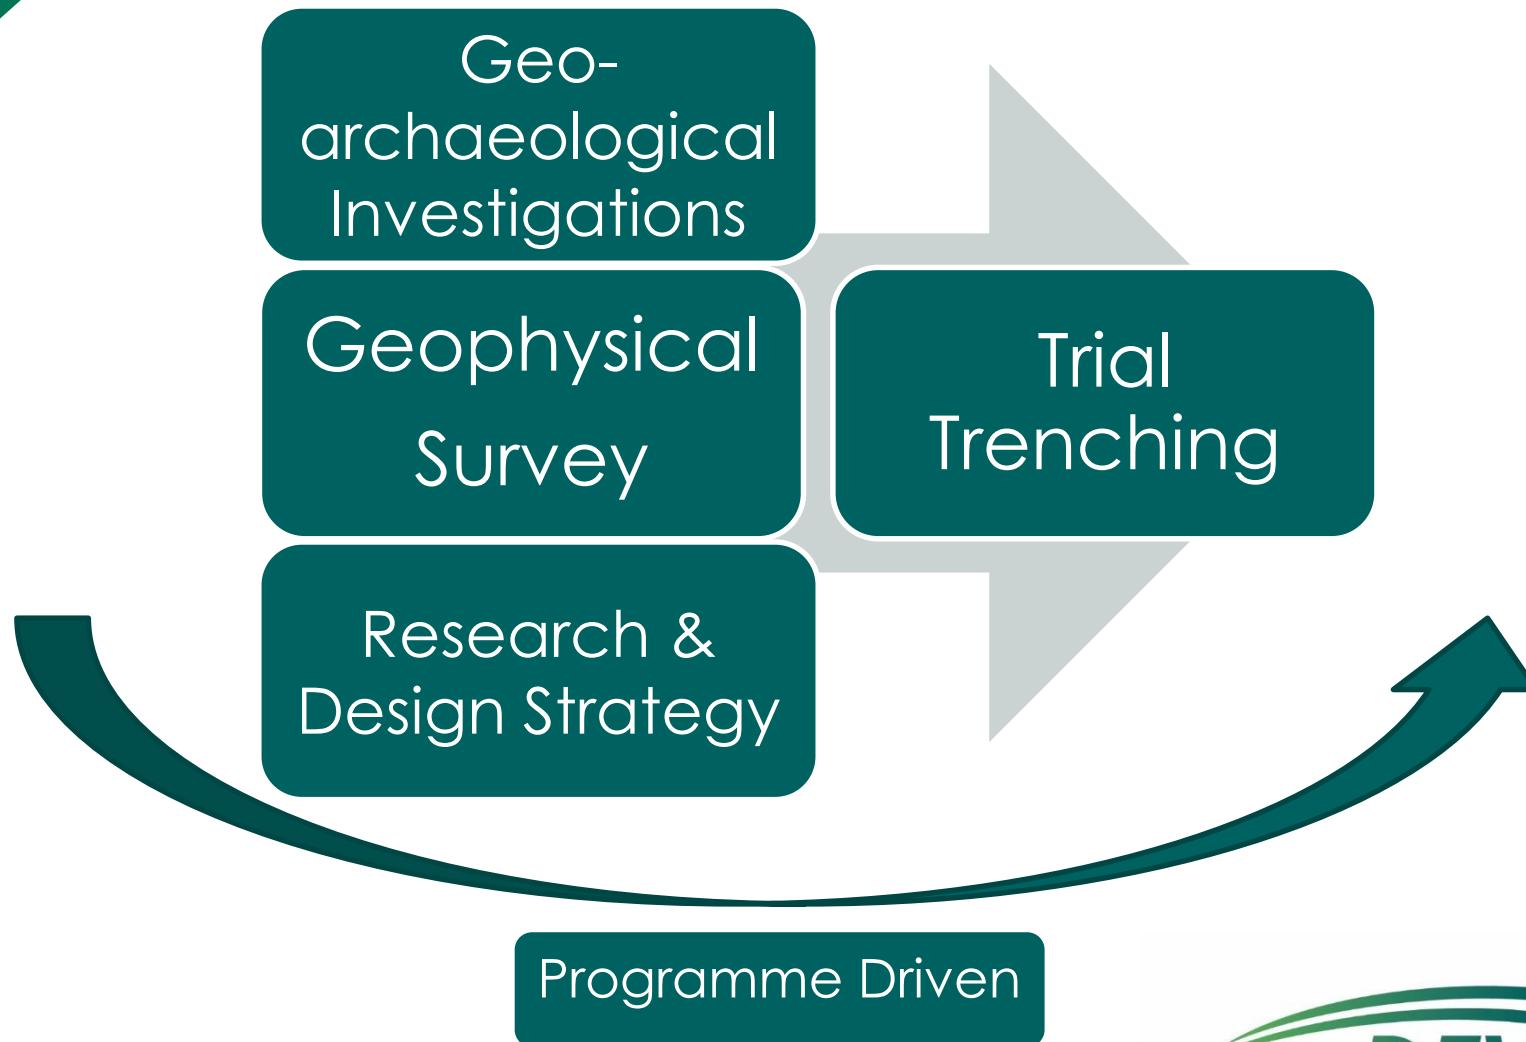 Geo-
archaeological
Investigations
Geophysical
Survey
Research &
Design Strategy
Trial
Trenching
Programme Driven